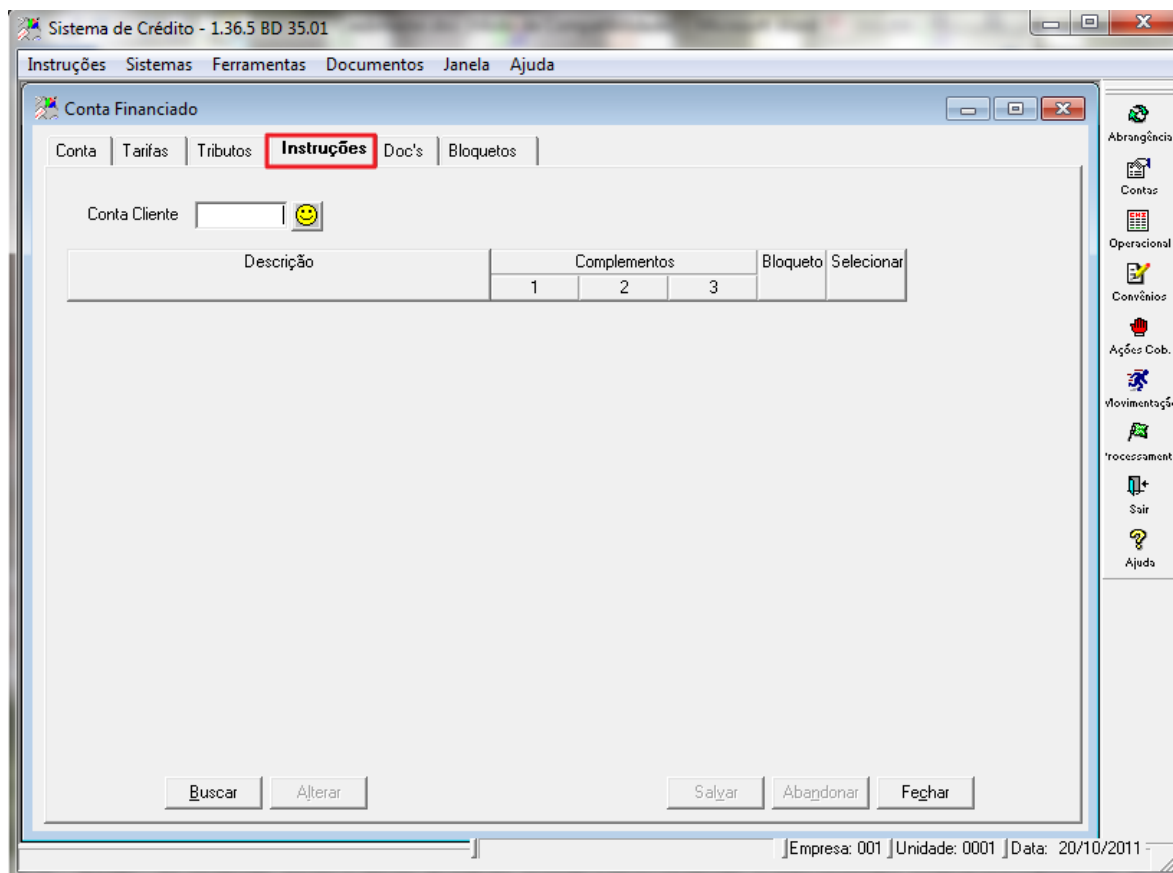 Sistema de Crédito - 1.36.5 BD 35.01
Instruções Sistemas Ferramentas Documentos Janela Ajuda
Conta Financiado
Conta Tarifas Tributos Instruções Doc's Bloquetos
Conta Cliente
Descrição Complementos Bloqueto Selecionar
1 2 3
Buscar Alterar Salvar Abandonar Fechar
Abrangência
Contas
Operacional
Convênios
Ações Cob.
Sair
Ajuda
Empresa: 001 Unidade: 0001 Data: 20/10/2011